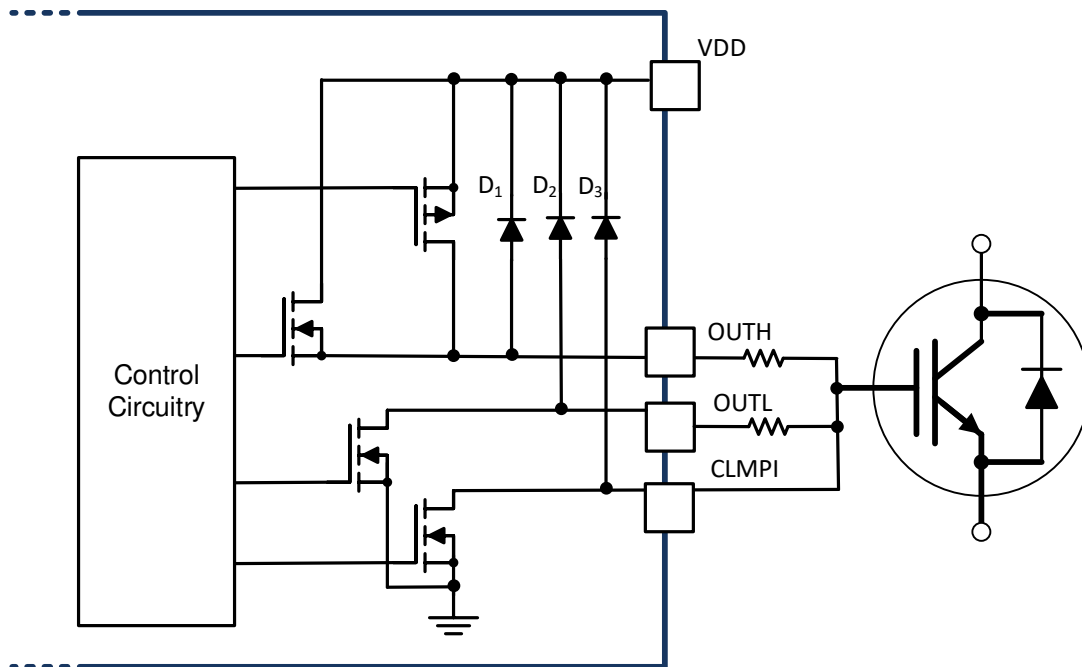 VDD
D₁
D₂
D₃
OUTH
Control
Circuitry
OUTL
CLMPI